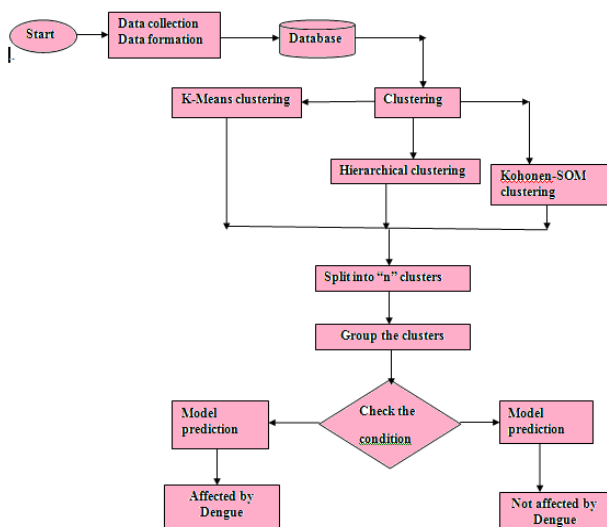 Start
Data collection
Data formation
Database
K-Means clustering
Clustering
Hierarchical clustering
Kohonen-SOM
clustering
Split into “n” clusters
Group the clusters
Check the
condition
Model
prediction
Model
prediction
Affected by
Dengue
Not affected by
Dengue